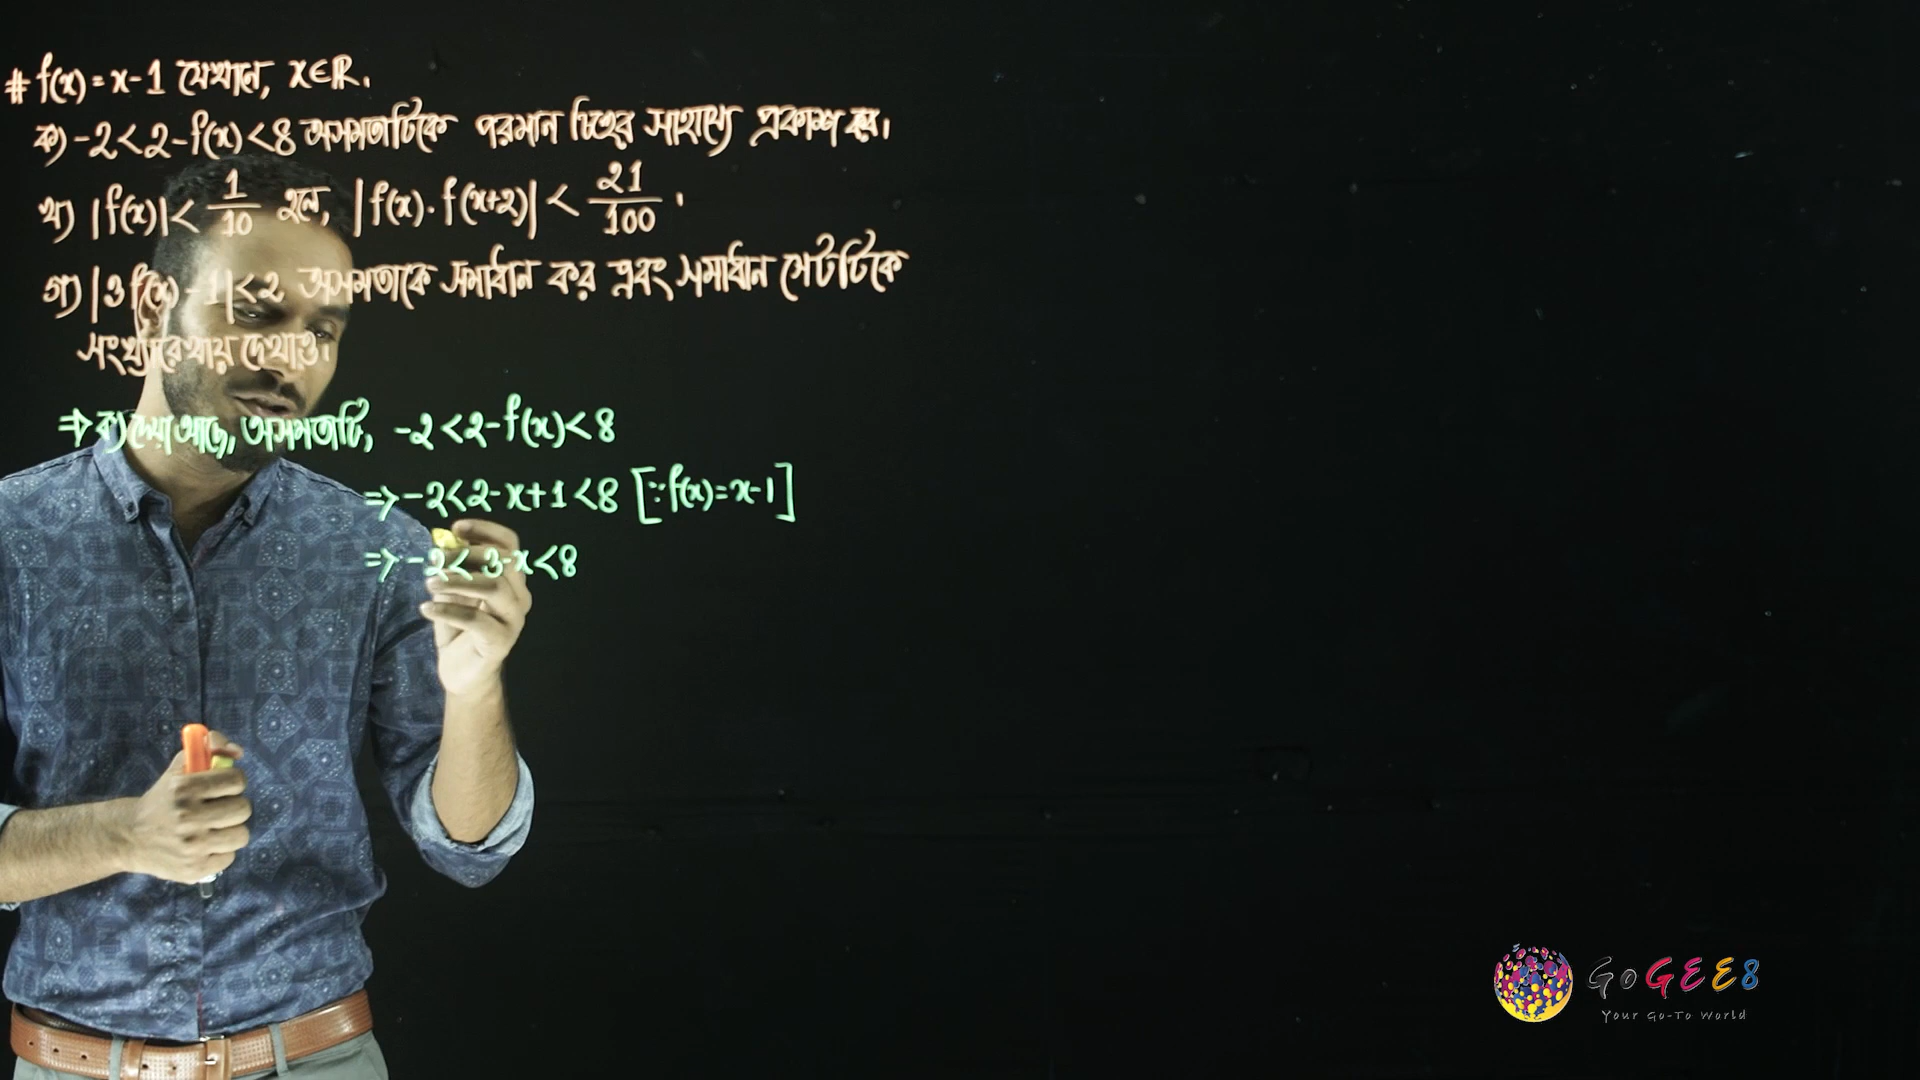 # f(x) = x-1 যেখানে, x∈ℝ.
ক) -2<2-f(x)<8 অসমতাটিকে পরমান চিহ্নের সাহায্যে প্রকাশ কর।
খ) |f(x)| < 1/10 হলে, |f(x)·f(x+2)| < 21/100 .
গ) |3f(x)-1|<2 অসমতাকে সমাধান কর এবং সমাধান সেটটিকে
সংখ্যারেখায় দেখাও।
⇒ ক) দেয়া আছে, অসমতাটি, -2<2-f(x)<8
⇒ -2<2-x+1<8 [∵f(x)=x-1]
⇒ -2< 3-x<8
GoGEE8
Your Go-To World